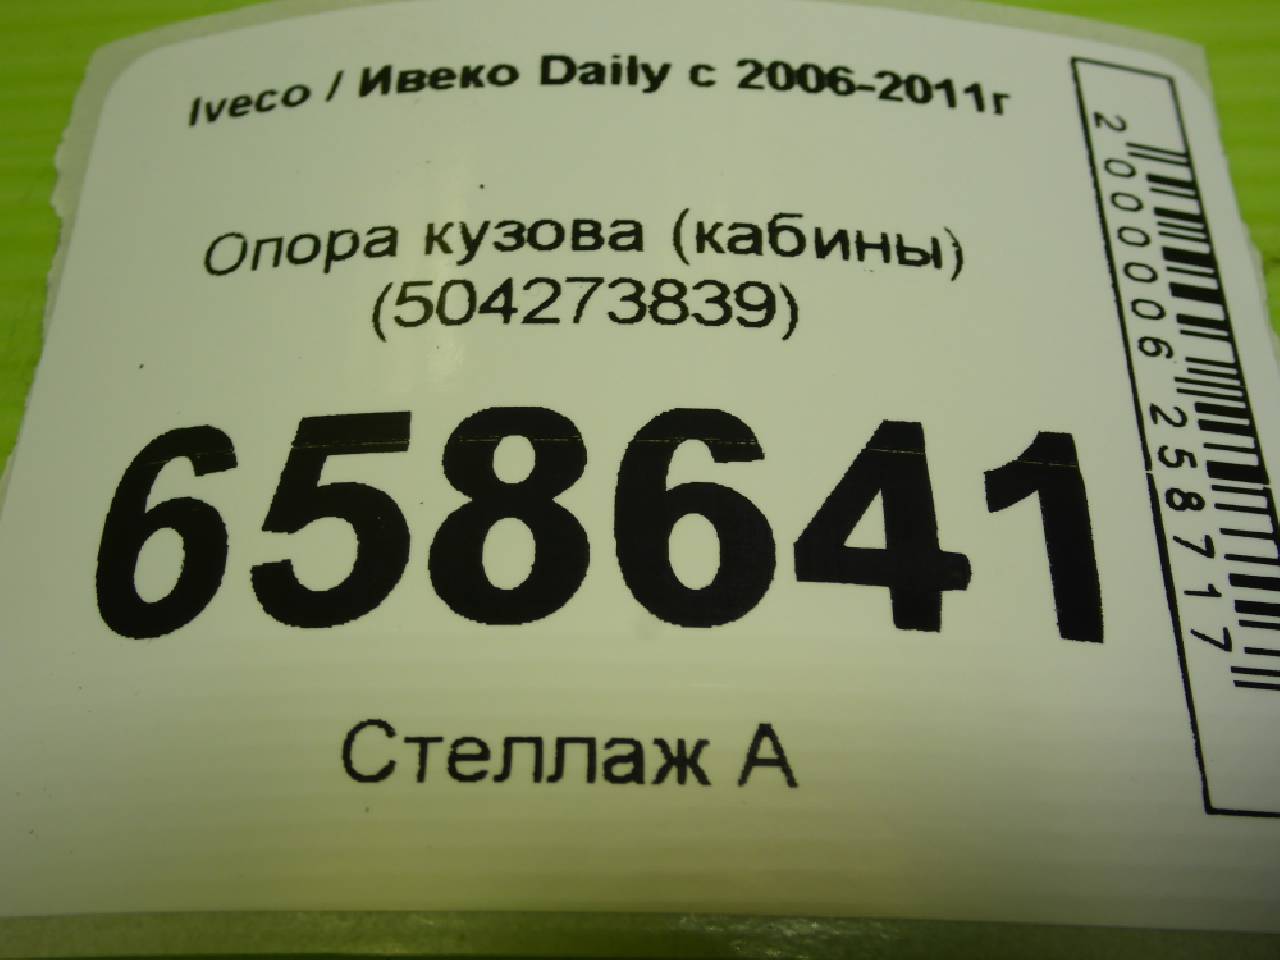 Iveco / Ивеко Daily с 2006-2011г
Опора кузова (кабины)
(504273839)
658641
Стеллаж А
2000006258717